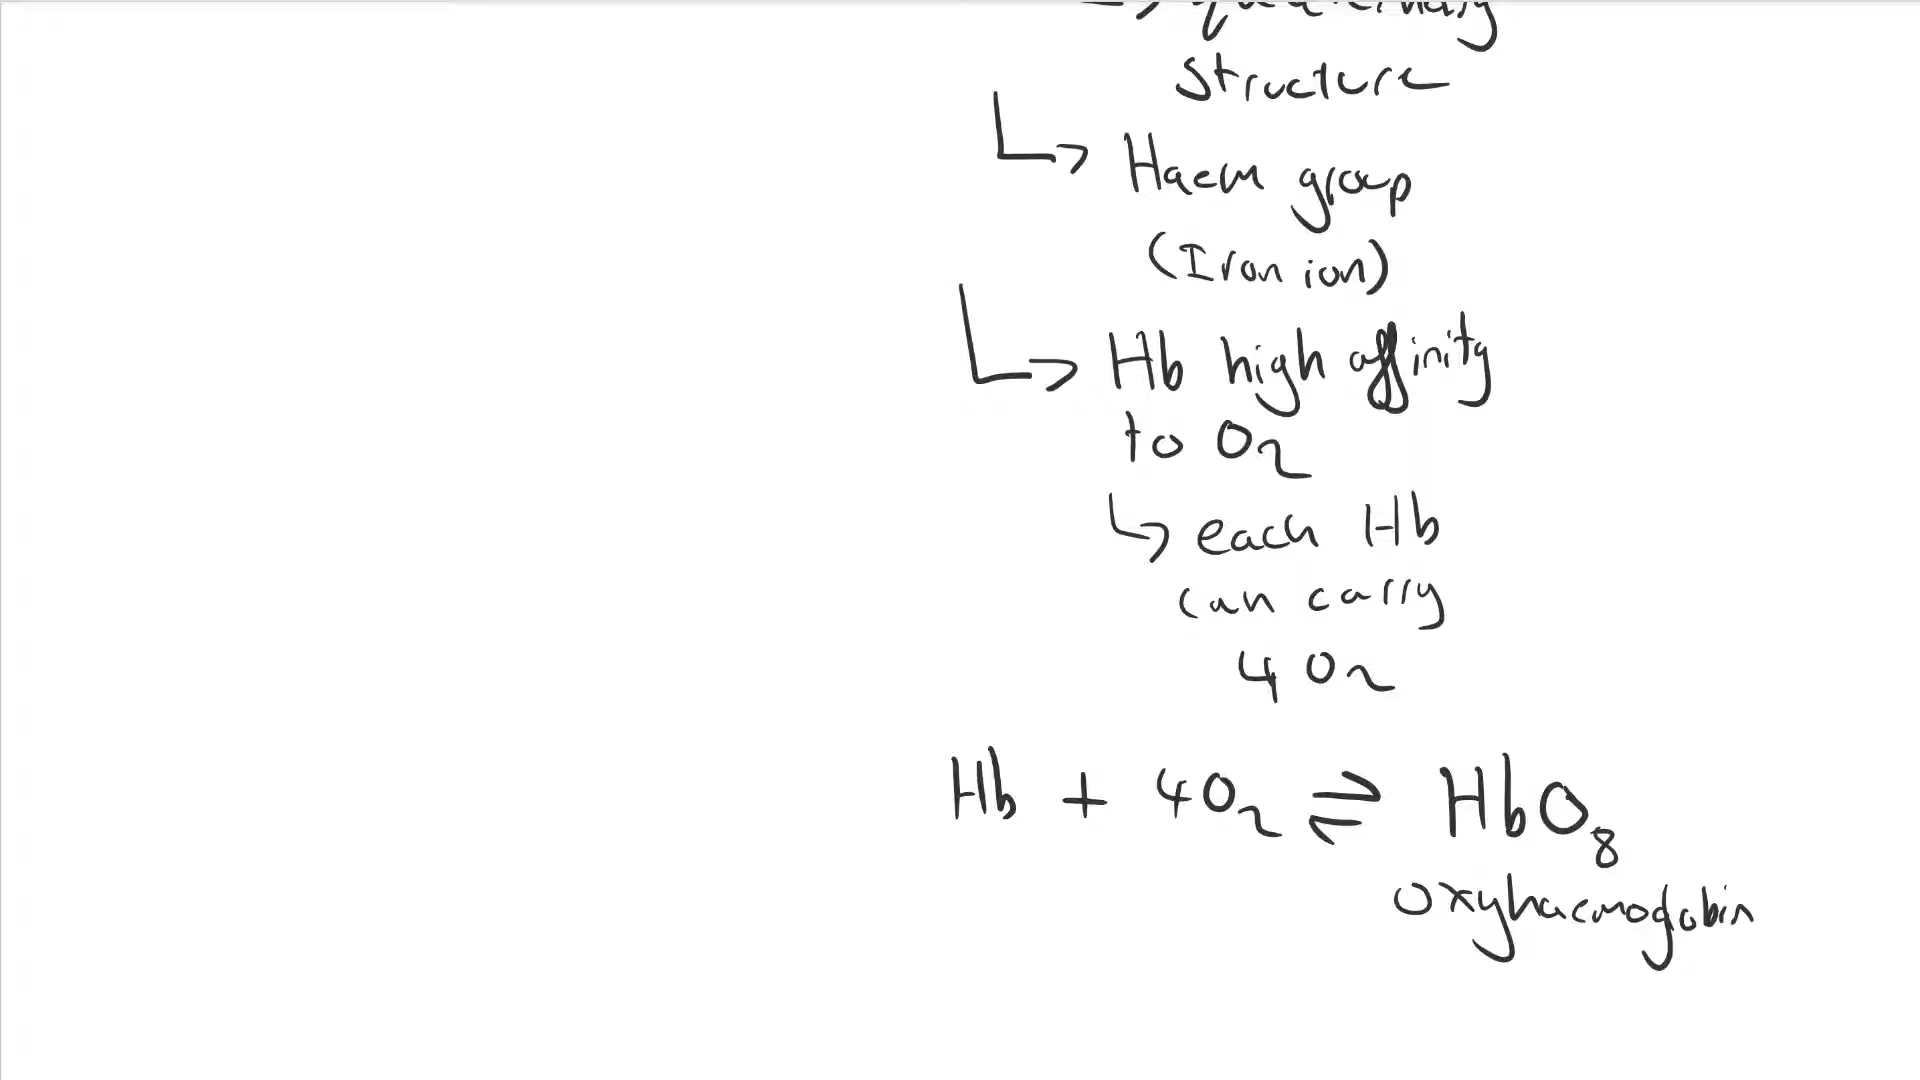 ↳ quaternary
structure
↳ Haem group
(Iron ion)
↳ Hb high affinity
to O₂
↳ each Hb
can carry
4 O₂
Hb + 4O₂ ⇌ HbO₈
oxyhaemoglobin